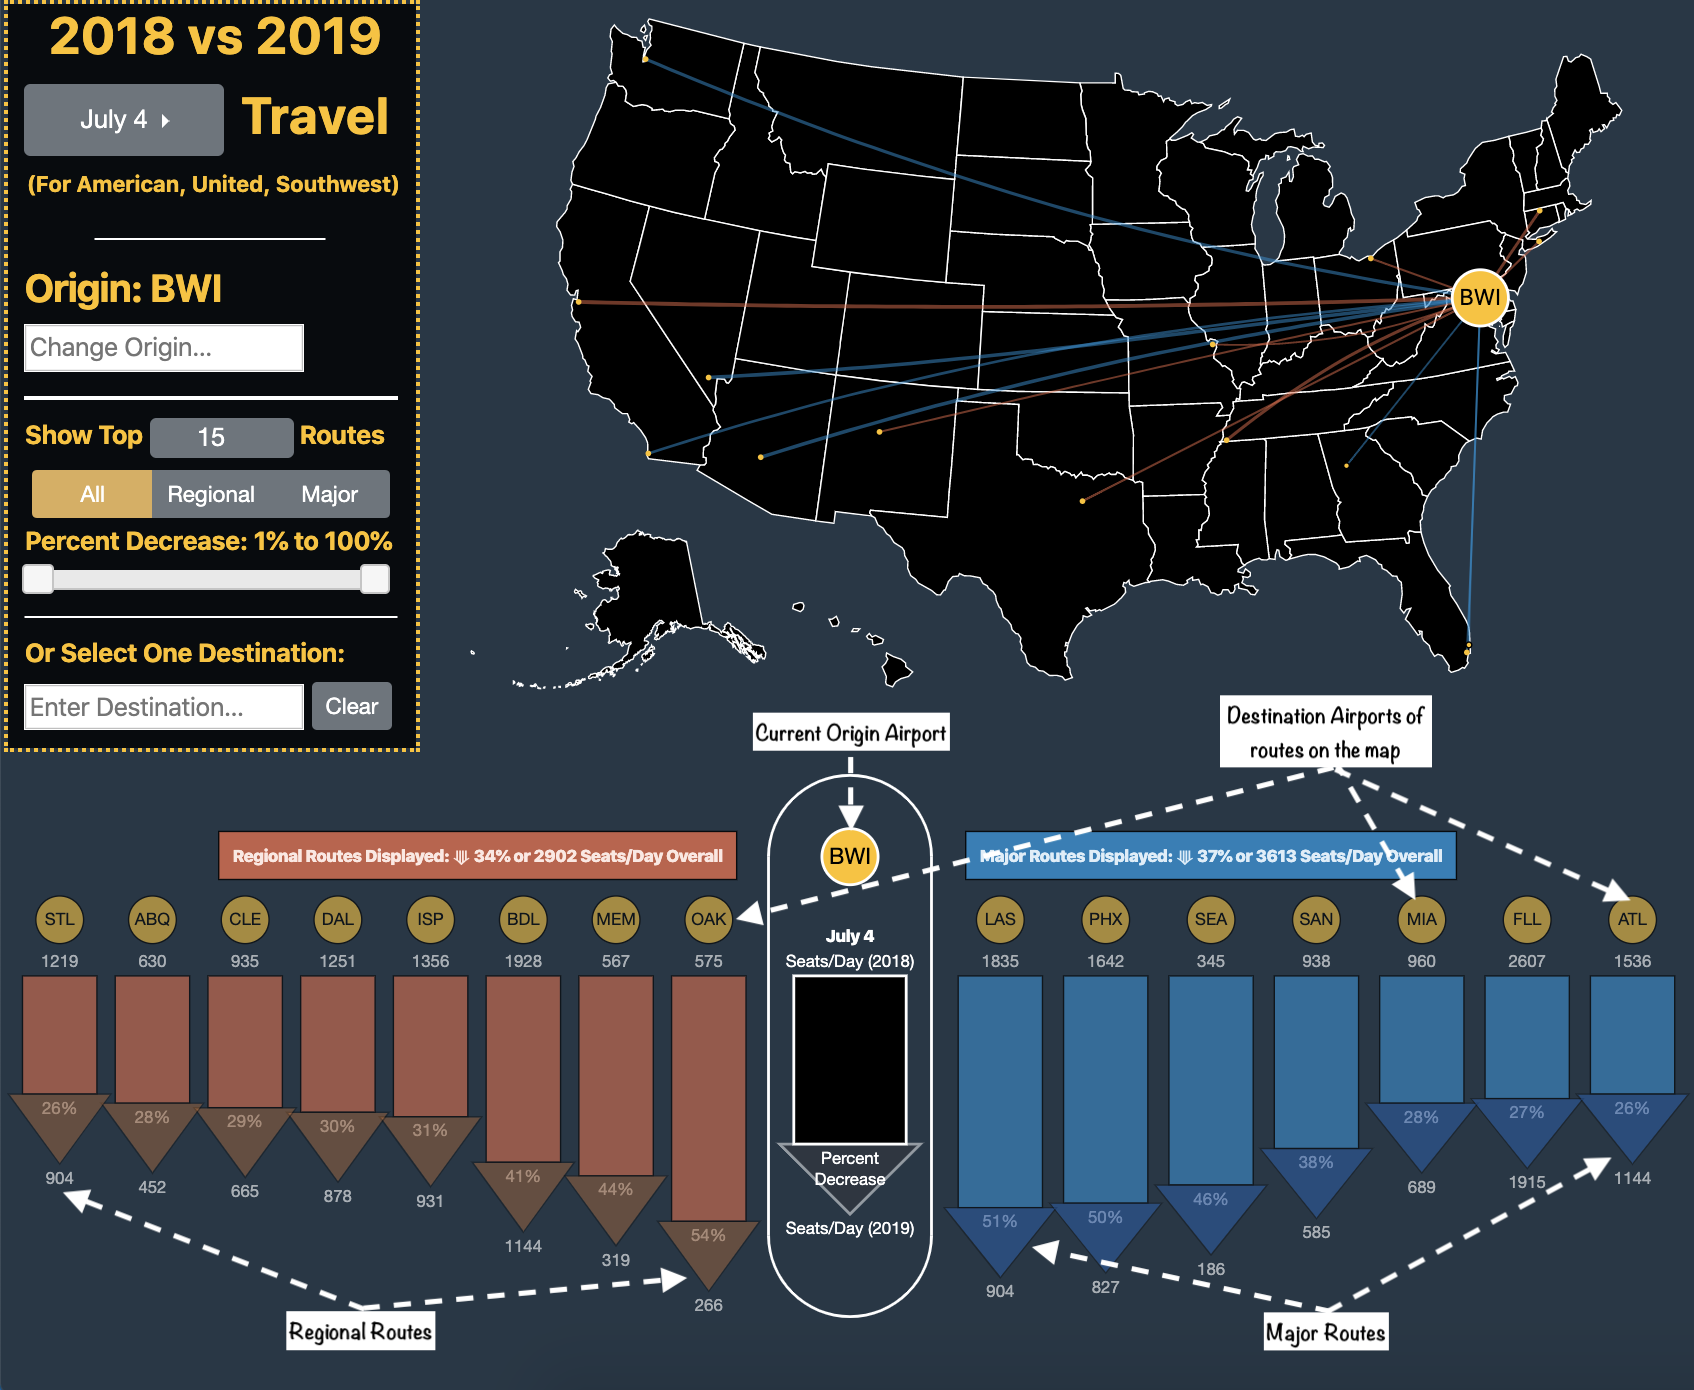 2018 vs 2019
July 4 Travel
(For American, United, Southwest)
Origin: BWI
Change Origin...
Show Top 15 Routes
All Regional Major
Percent Decrease: 1% to 100%
Or Select One Destination:
Enter Destination...
Clear
BWI
Current Origin Airport
Destination Airports of
routes on the map
Regional Routes Displayed: 34% or 2902 Seats/Day Overall
BWI
Major Routes Displayed: 37% or 3613 Seats/Day Overall
STL ABQ CLE DAL ISP BDL MEM OAK
1219 630 935 1251 1356 1928 567 575
26% 28% 29% 30% 31% 41% 44% 54%
904 452 665 878 931 1144 319 266
July 4
Seats/Day (2018)
Percent
Decrease
Seats/Day (2019)
LAS PHX SEA SAN MIA FLL ATL
1835 1642 345 938 960 2607 1536
51% 50% 46% 38% 28% 27% 26%
904 827 186 585 689 1915 1144
Regional Routes
Major Routes